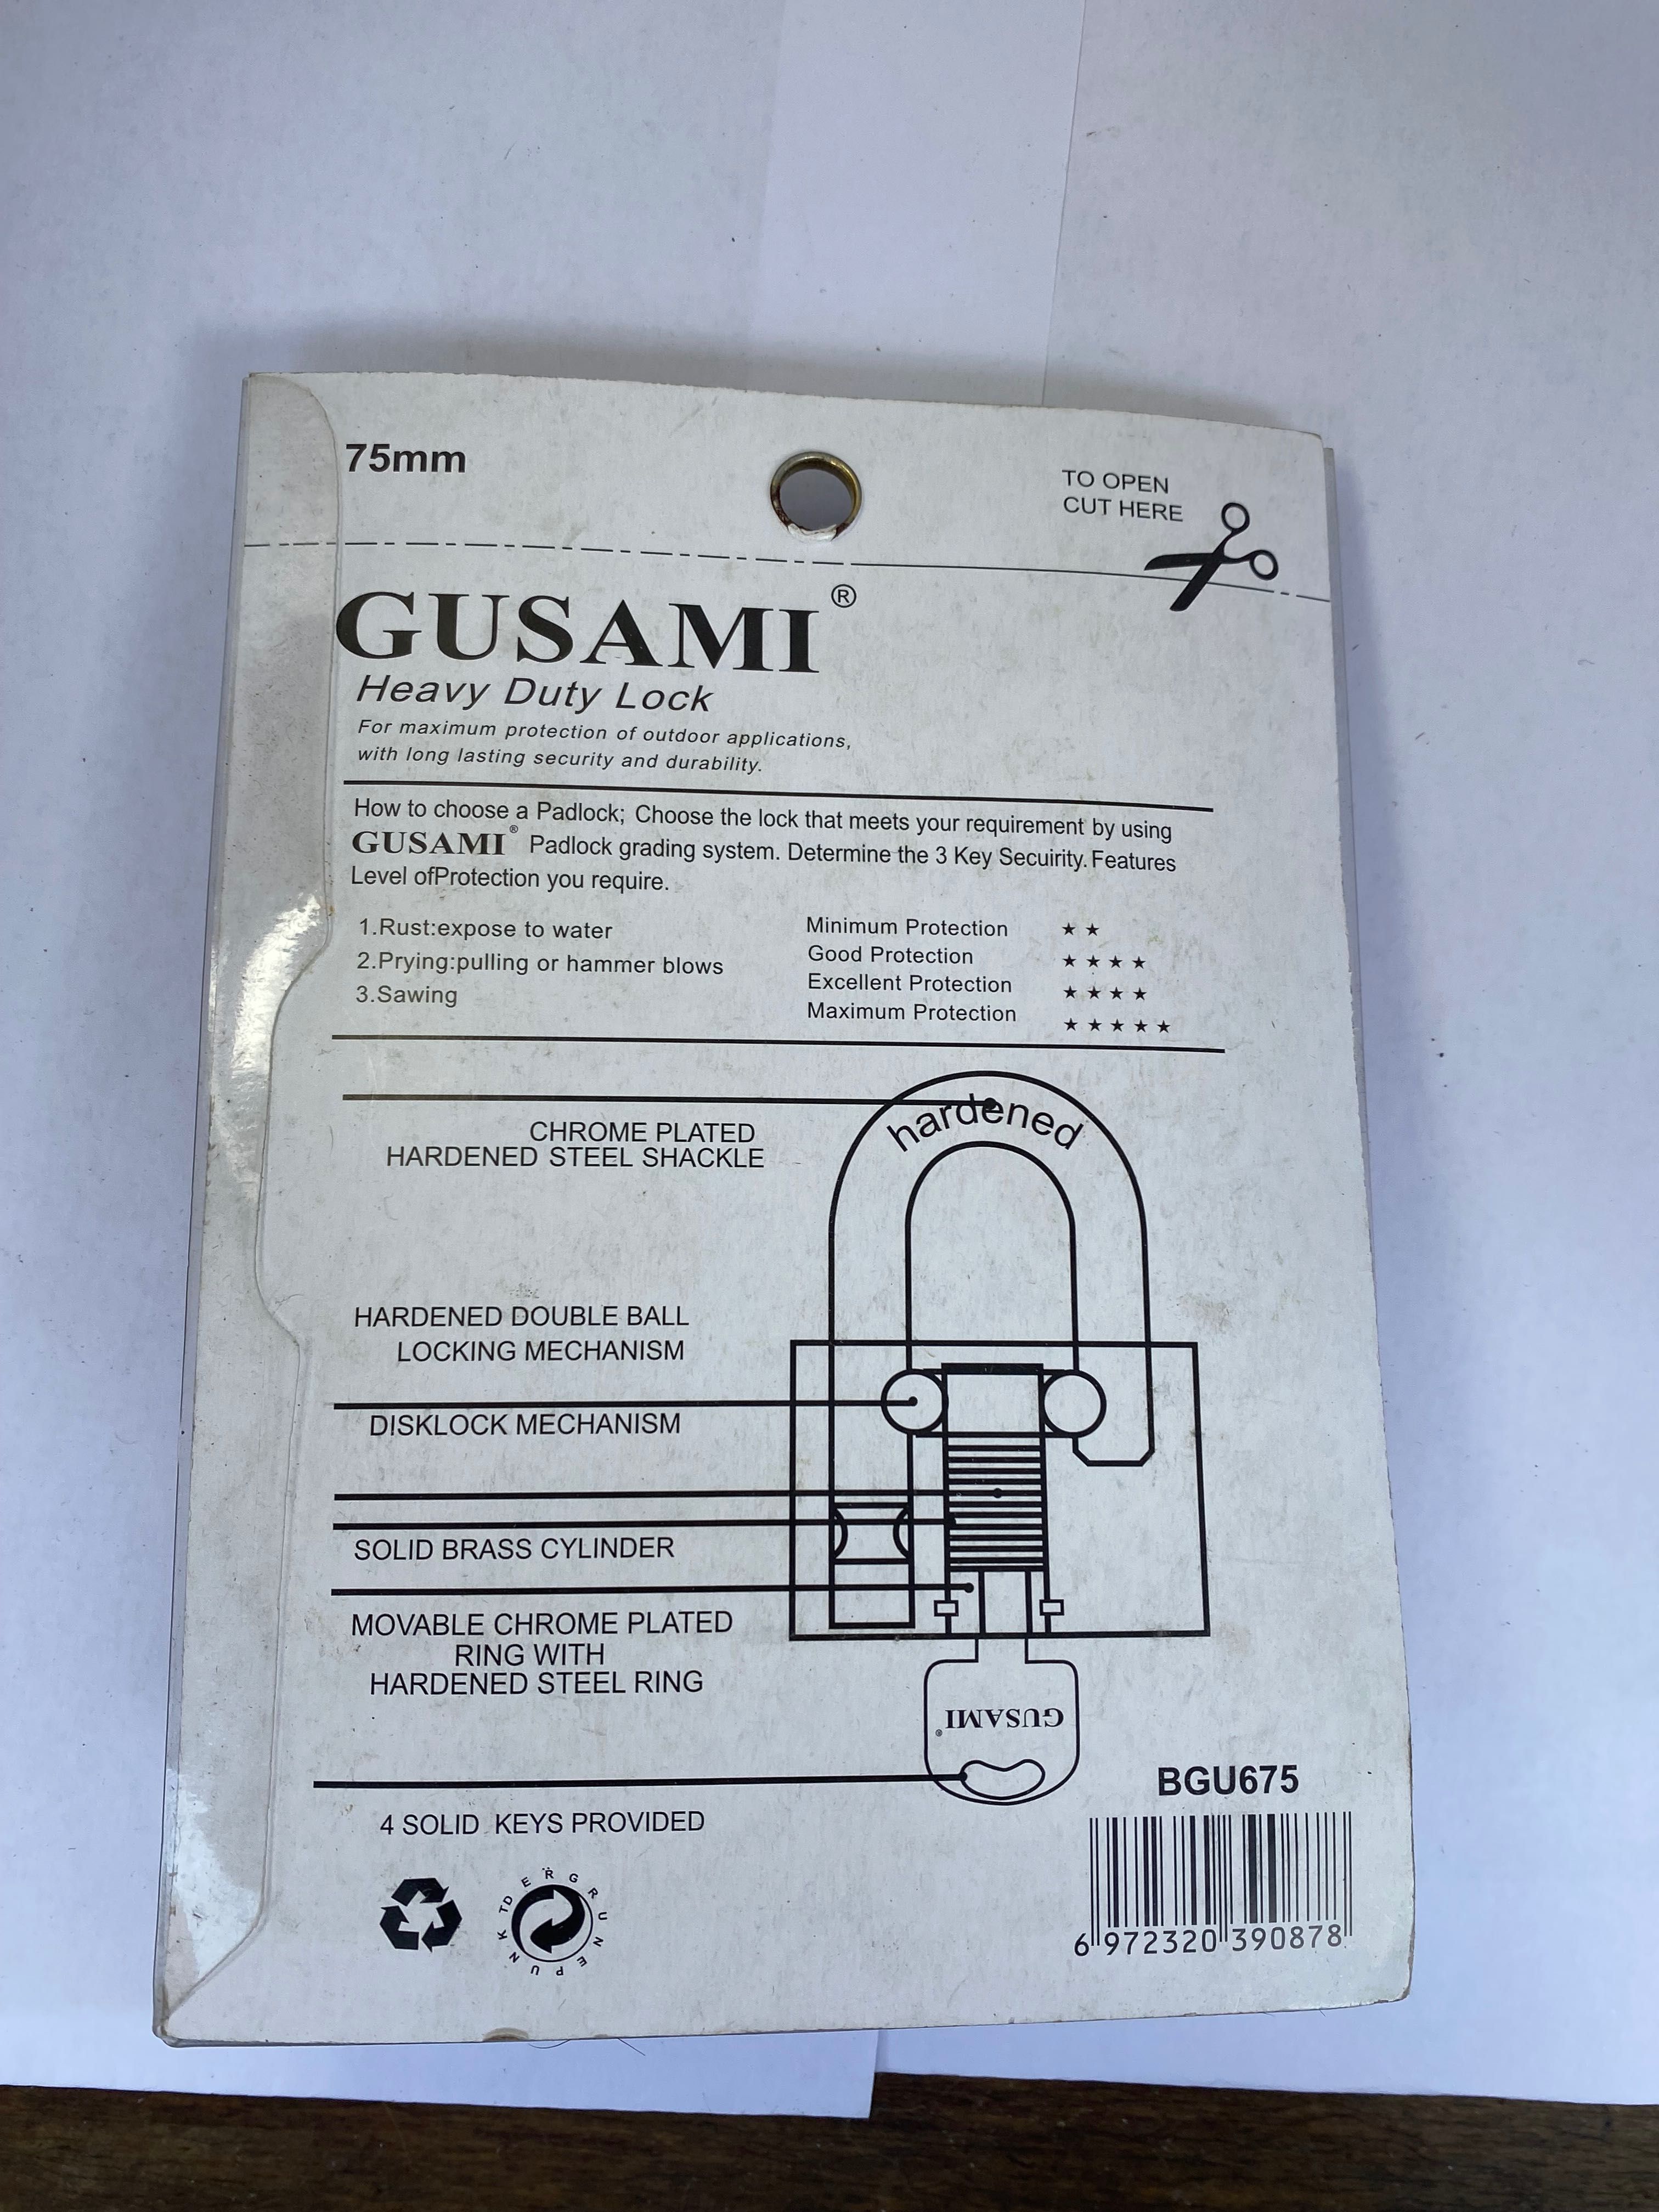 75mm
TO OPEN
CUT HERE
GUSAMI®
Heavy Duty Lock
For maximum protection of outdoor applications,
with long lasting security and durability.
How to choose a Padlock; Choose the lock that meets your requirement by using
GUSAMI® Padlock grading system. Determine the 3 Key Secuirity. Features
Level ofProtection you require.
1.Rust:expose to water
2.Prying:pulling or hammer blows
3.Sawing
Minimum Protection ★★
Good Protection ★★★★
Excellent Protection ★★★★
Maximum Protection ★★★★★
hardened
CHROME PLATED
HARDENED STEEL SHACKLE
HARDENED DOUBLE BALL
LOCKING MECHANISM
DISKLOCK MECHANISM
SOLID BRASS CYLINDER
MOVABLE CHROME PLATED
RING WITH
HARDENED STEEL RING
GUSAMI®
4 SOLID KEYS PROVIDED
BGU675
6 972320 390878